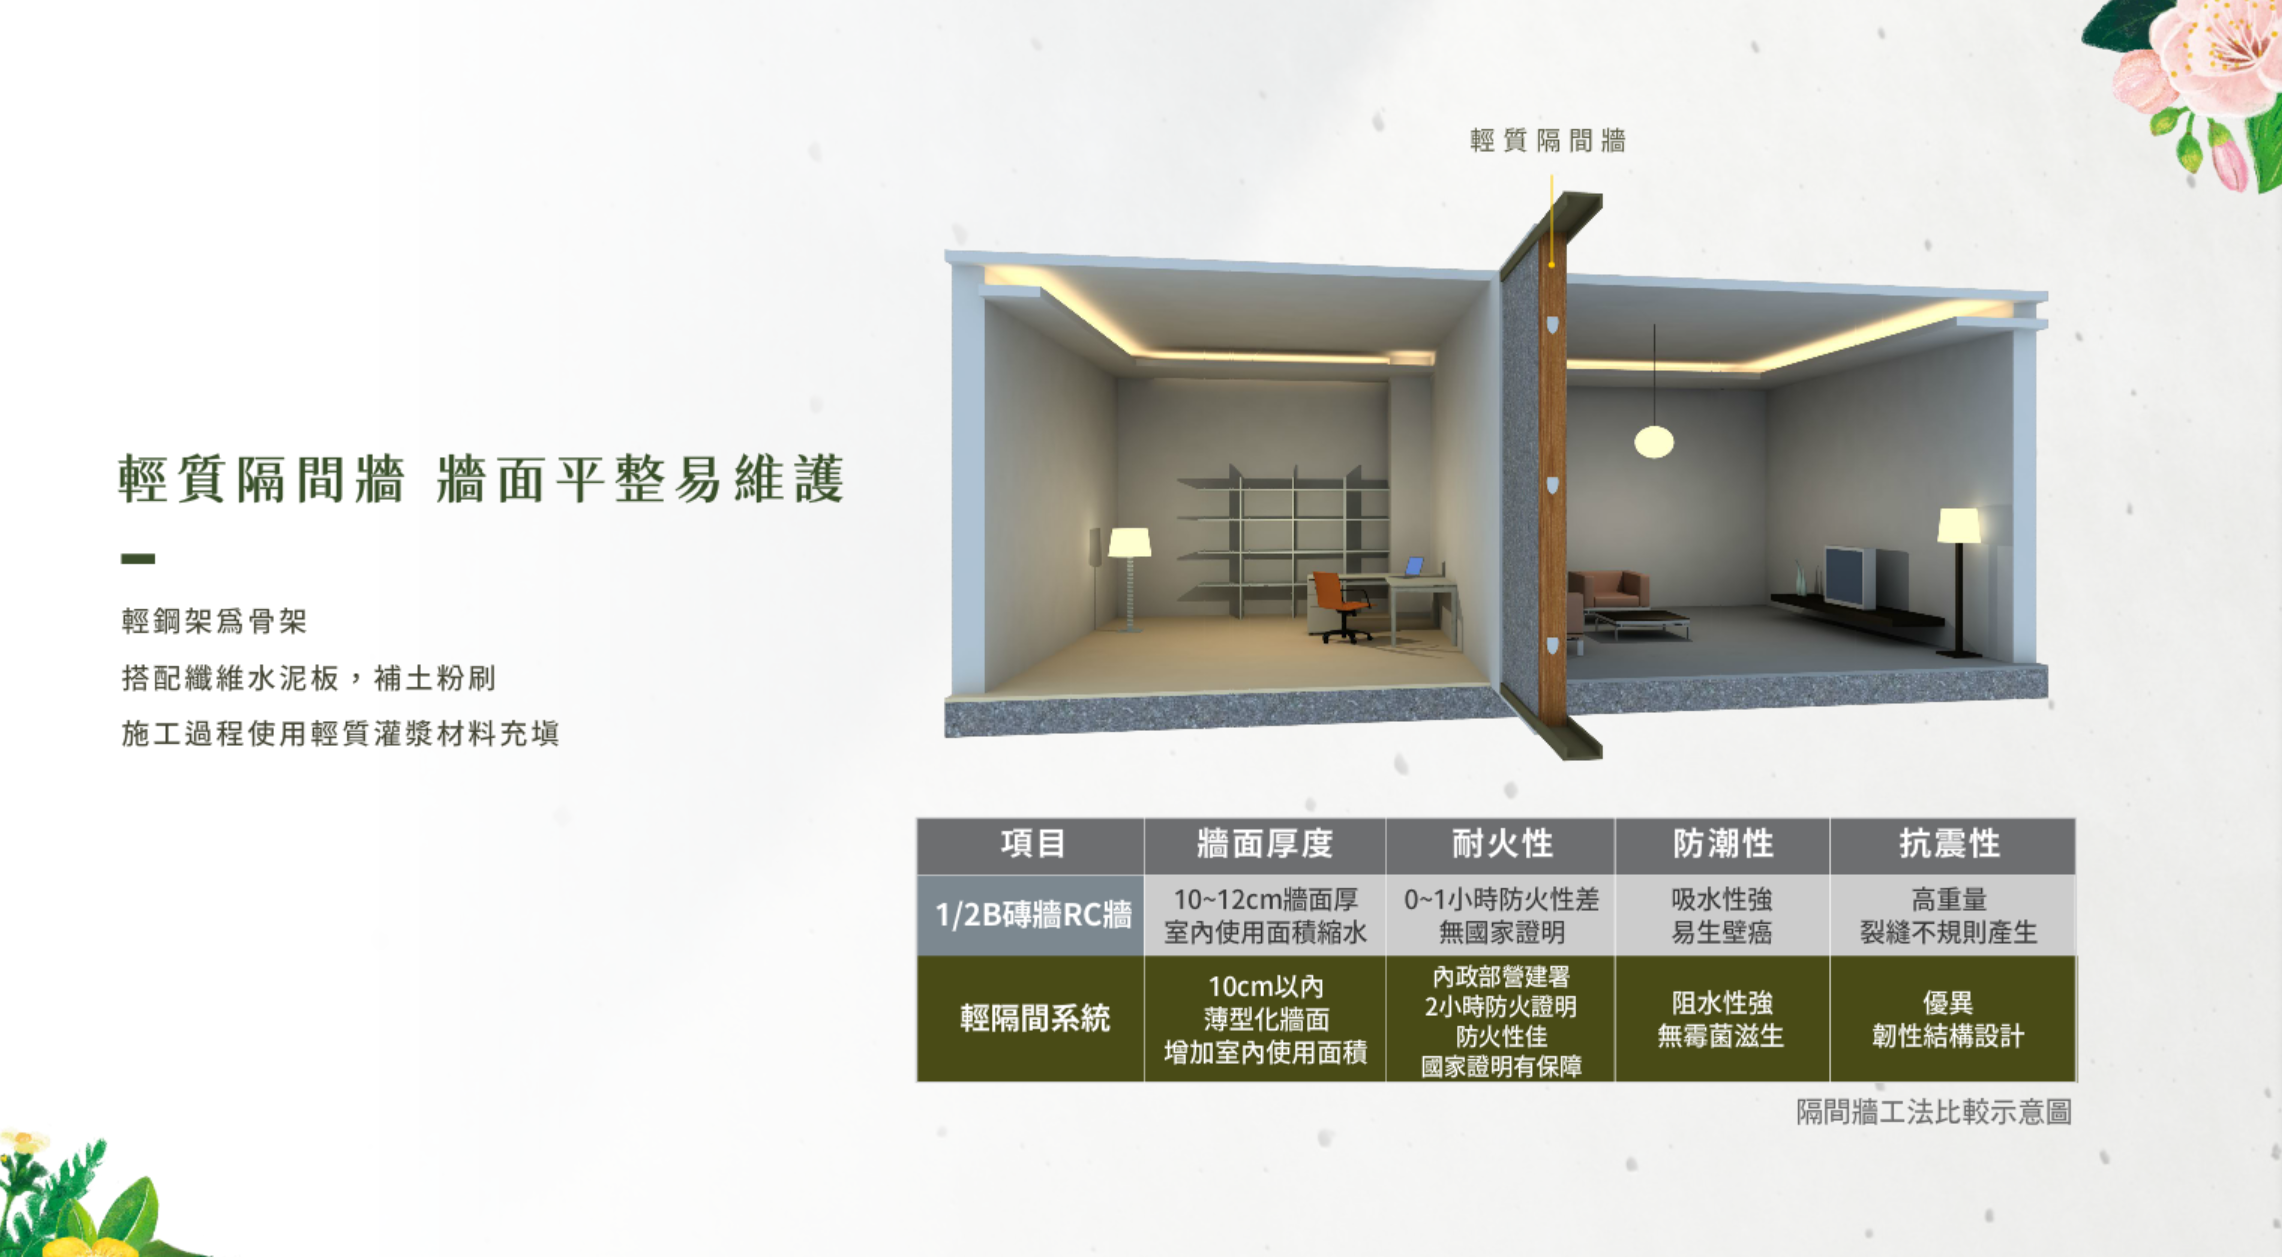 輕質隔間牆
輕質隔間牆 牆面平整易維護
輕鋼架爲骨架
搭配纖維水泥板，補土粉刷
施工過程使用輕質灌漿材料充塡
項目 牆面厚度 耐火性 防潮性 抗震性
1/2B磚牆RC牆
10~12cm牆面厚
室內使用面積縮水
0~1小時防火性差
無國家證明
吸水性強
易生壁癌
高重量
裂縫不規則產生
輕隔間系統
10cm以內
薄型化牆面
增加室內使用面積
內政部營建署
2小時防火證明
防火性佳
國家證明有保障
阻水性強
無霉菌滋生
優異
韌性結構設計
隔間牆工法比較示意圖